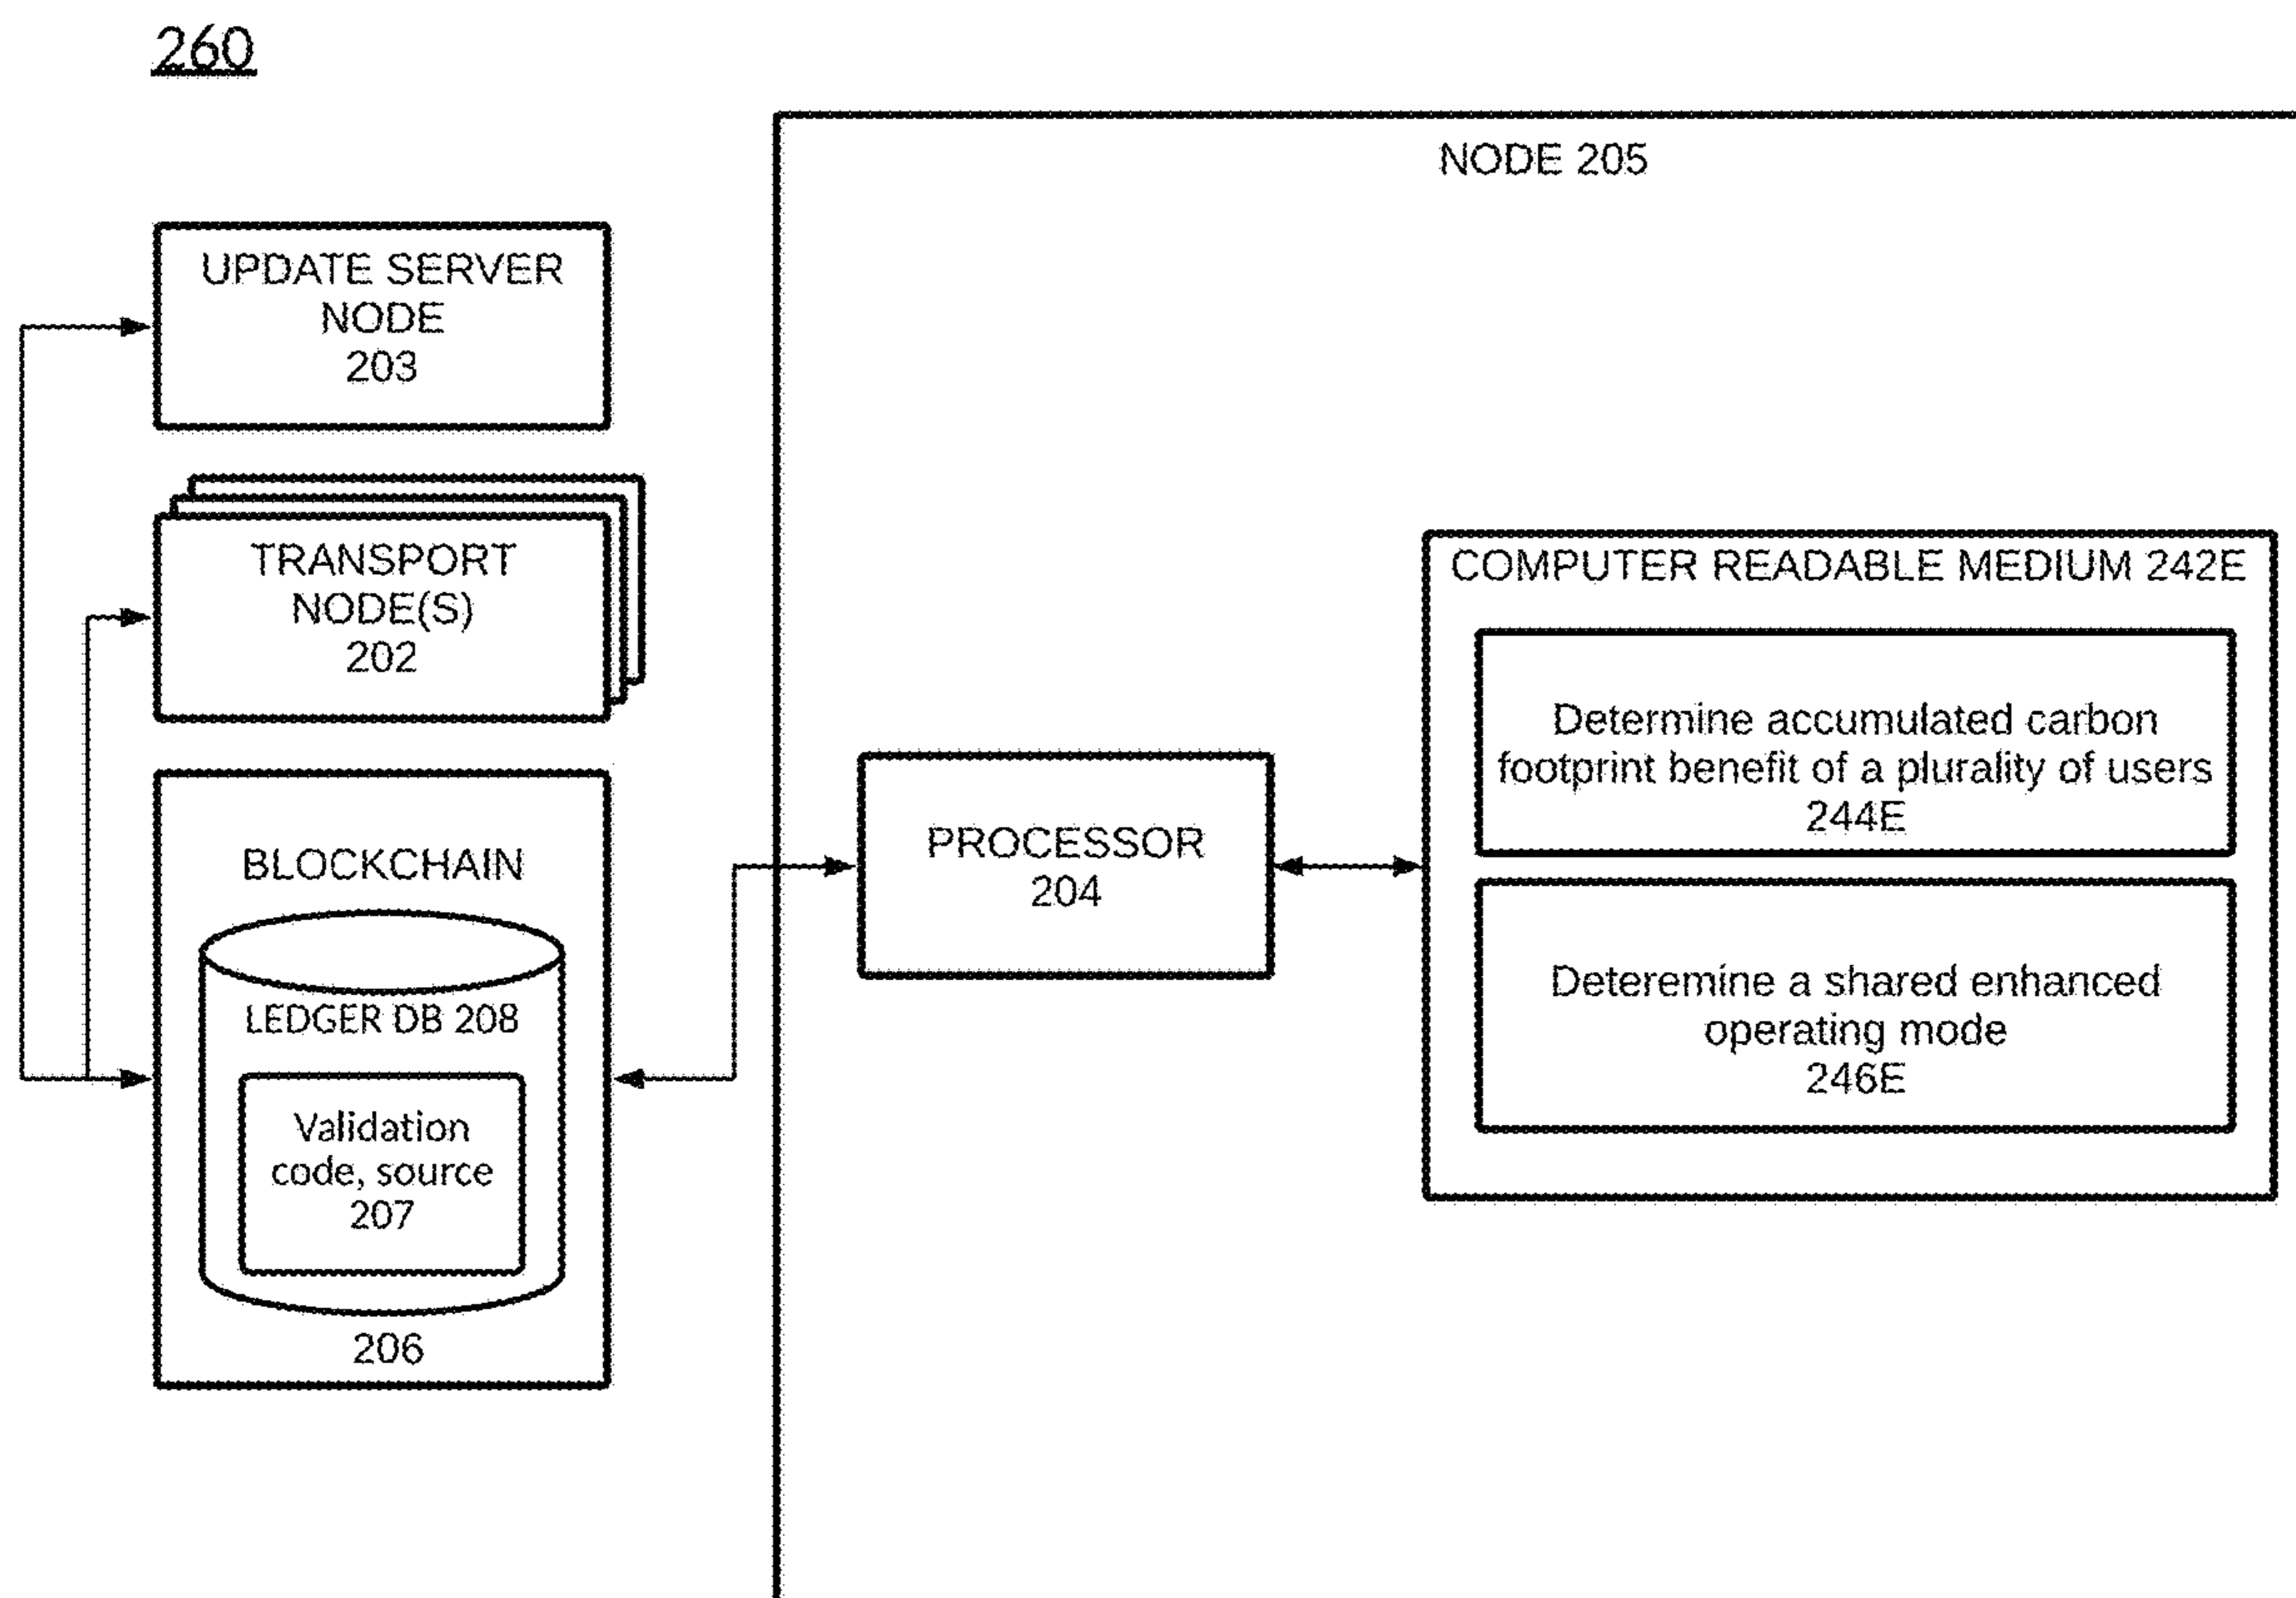 260
NODE 205
UPDATE SERVER
NODE
203
TRANSPORT
NODE(S)
202
BLOCKCHAIN
LEDGER DB 208
Validation
code, source
207
206
PROCESSOR
204
COMPUTER READABLE MEDIUM 242E
Determine accumulated carbon
footprint benefit of a plurality of users
244E
Deteremine a shared enhanced
operating mode
246E